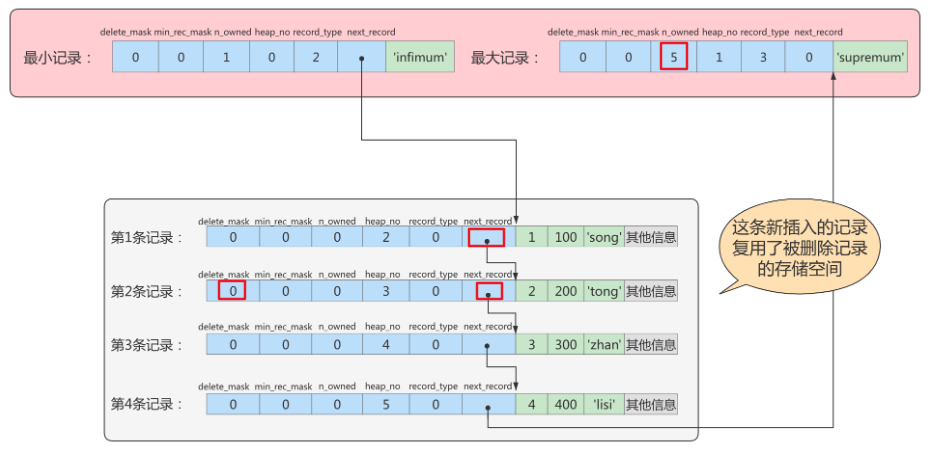 delete_mask min_rec_mask n_owned heap_no record_type next_record
最小记录： 0 0 1 0 2 'infimum'
delete_mask min_rec_mask n_owned heap_no record_type next_record
最大记录： 0 0 5 1 3 0 'supremum'
delete_mask min_rec_mask n_owned heap_no record_type next_record
第1条记录： 0 0 0 2 0 1 100 'song' 其他信息
delete_mask min_rec_mask n_owned heap_no record_type next_record
第2条记录： 0 0 0 3 0 2 200 'tong' 其他信息
delete_mask min_rec_mask n_owned heap_no record_type next_record
第3条记录： 0 0 0 4 0 3 300 'zhan' 其他信息
delete_mask min_rec_mask n_owned heap_no record_type next_record
第4条记录： 0 0 0 5 0 4 400 'lisi' 其他信息
这条新插入的记录
复用了被删除记录
的存储空间